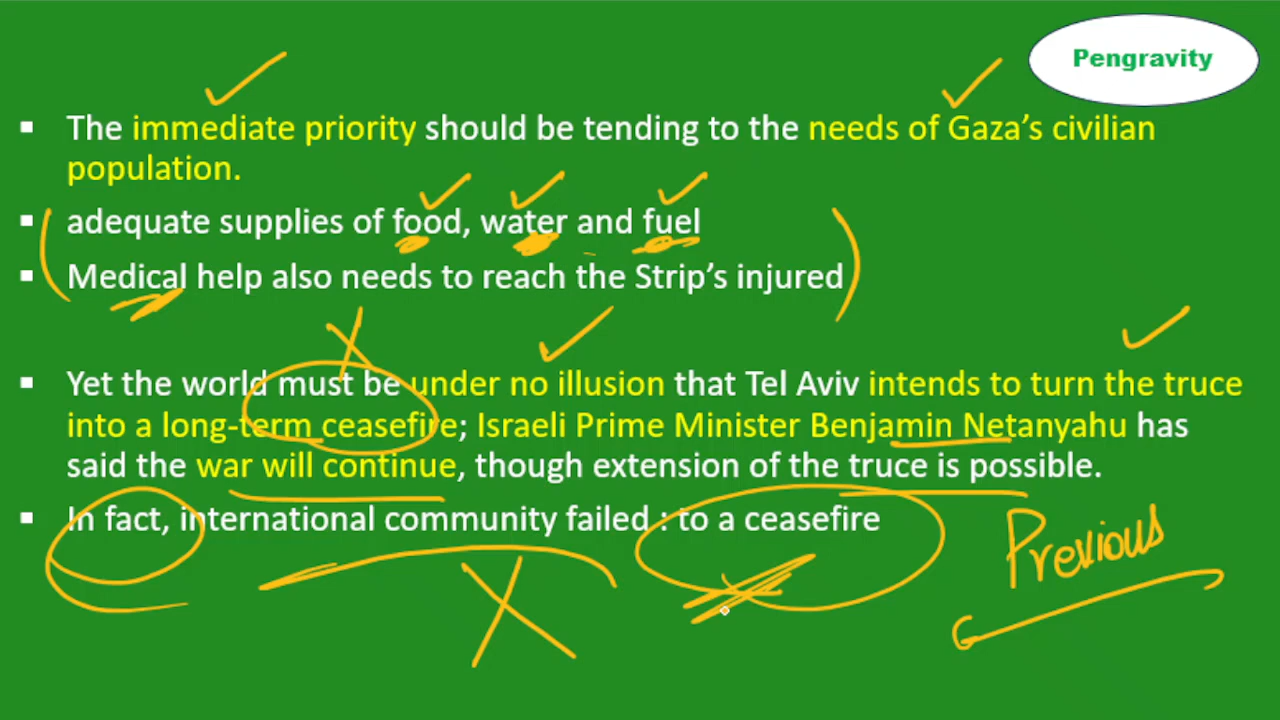 Pengravity
▪ The immediate priority should be tending to the needs of Gaza’s civilian
population.
▪ adequate supplies of food, water and fuel
▪ Medical help also needs to reach the Strip’s injured
▪ Yet the world must be under no illusion that Tel Aviv intends to turn the truce
into a long-term ceasefire; Israeli Prime Minister Benjamin Netanyahu has
said the war will continue, though extension of the truce is possible.
▪ In fact, international community failed : to a ceasefire
Previous